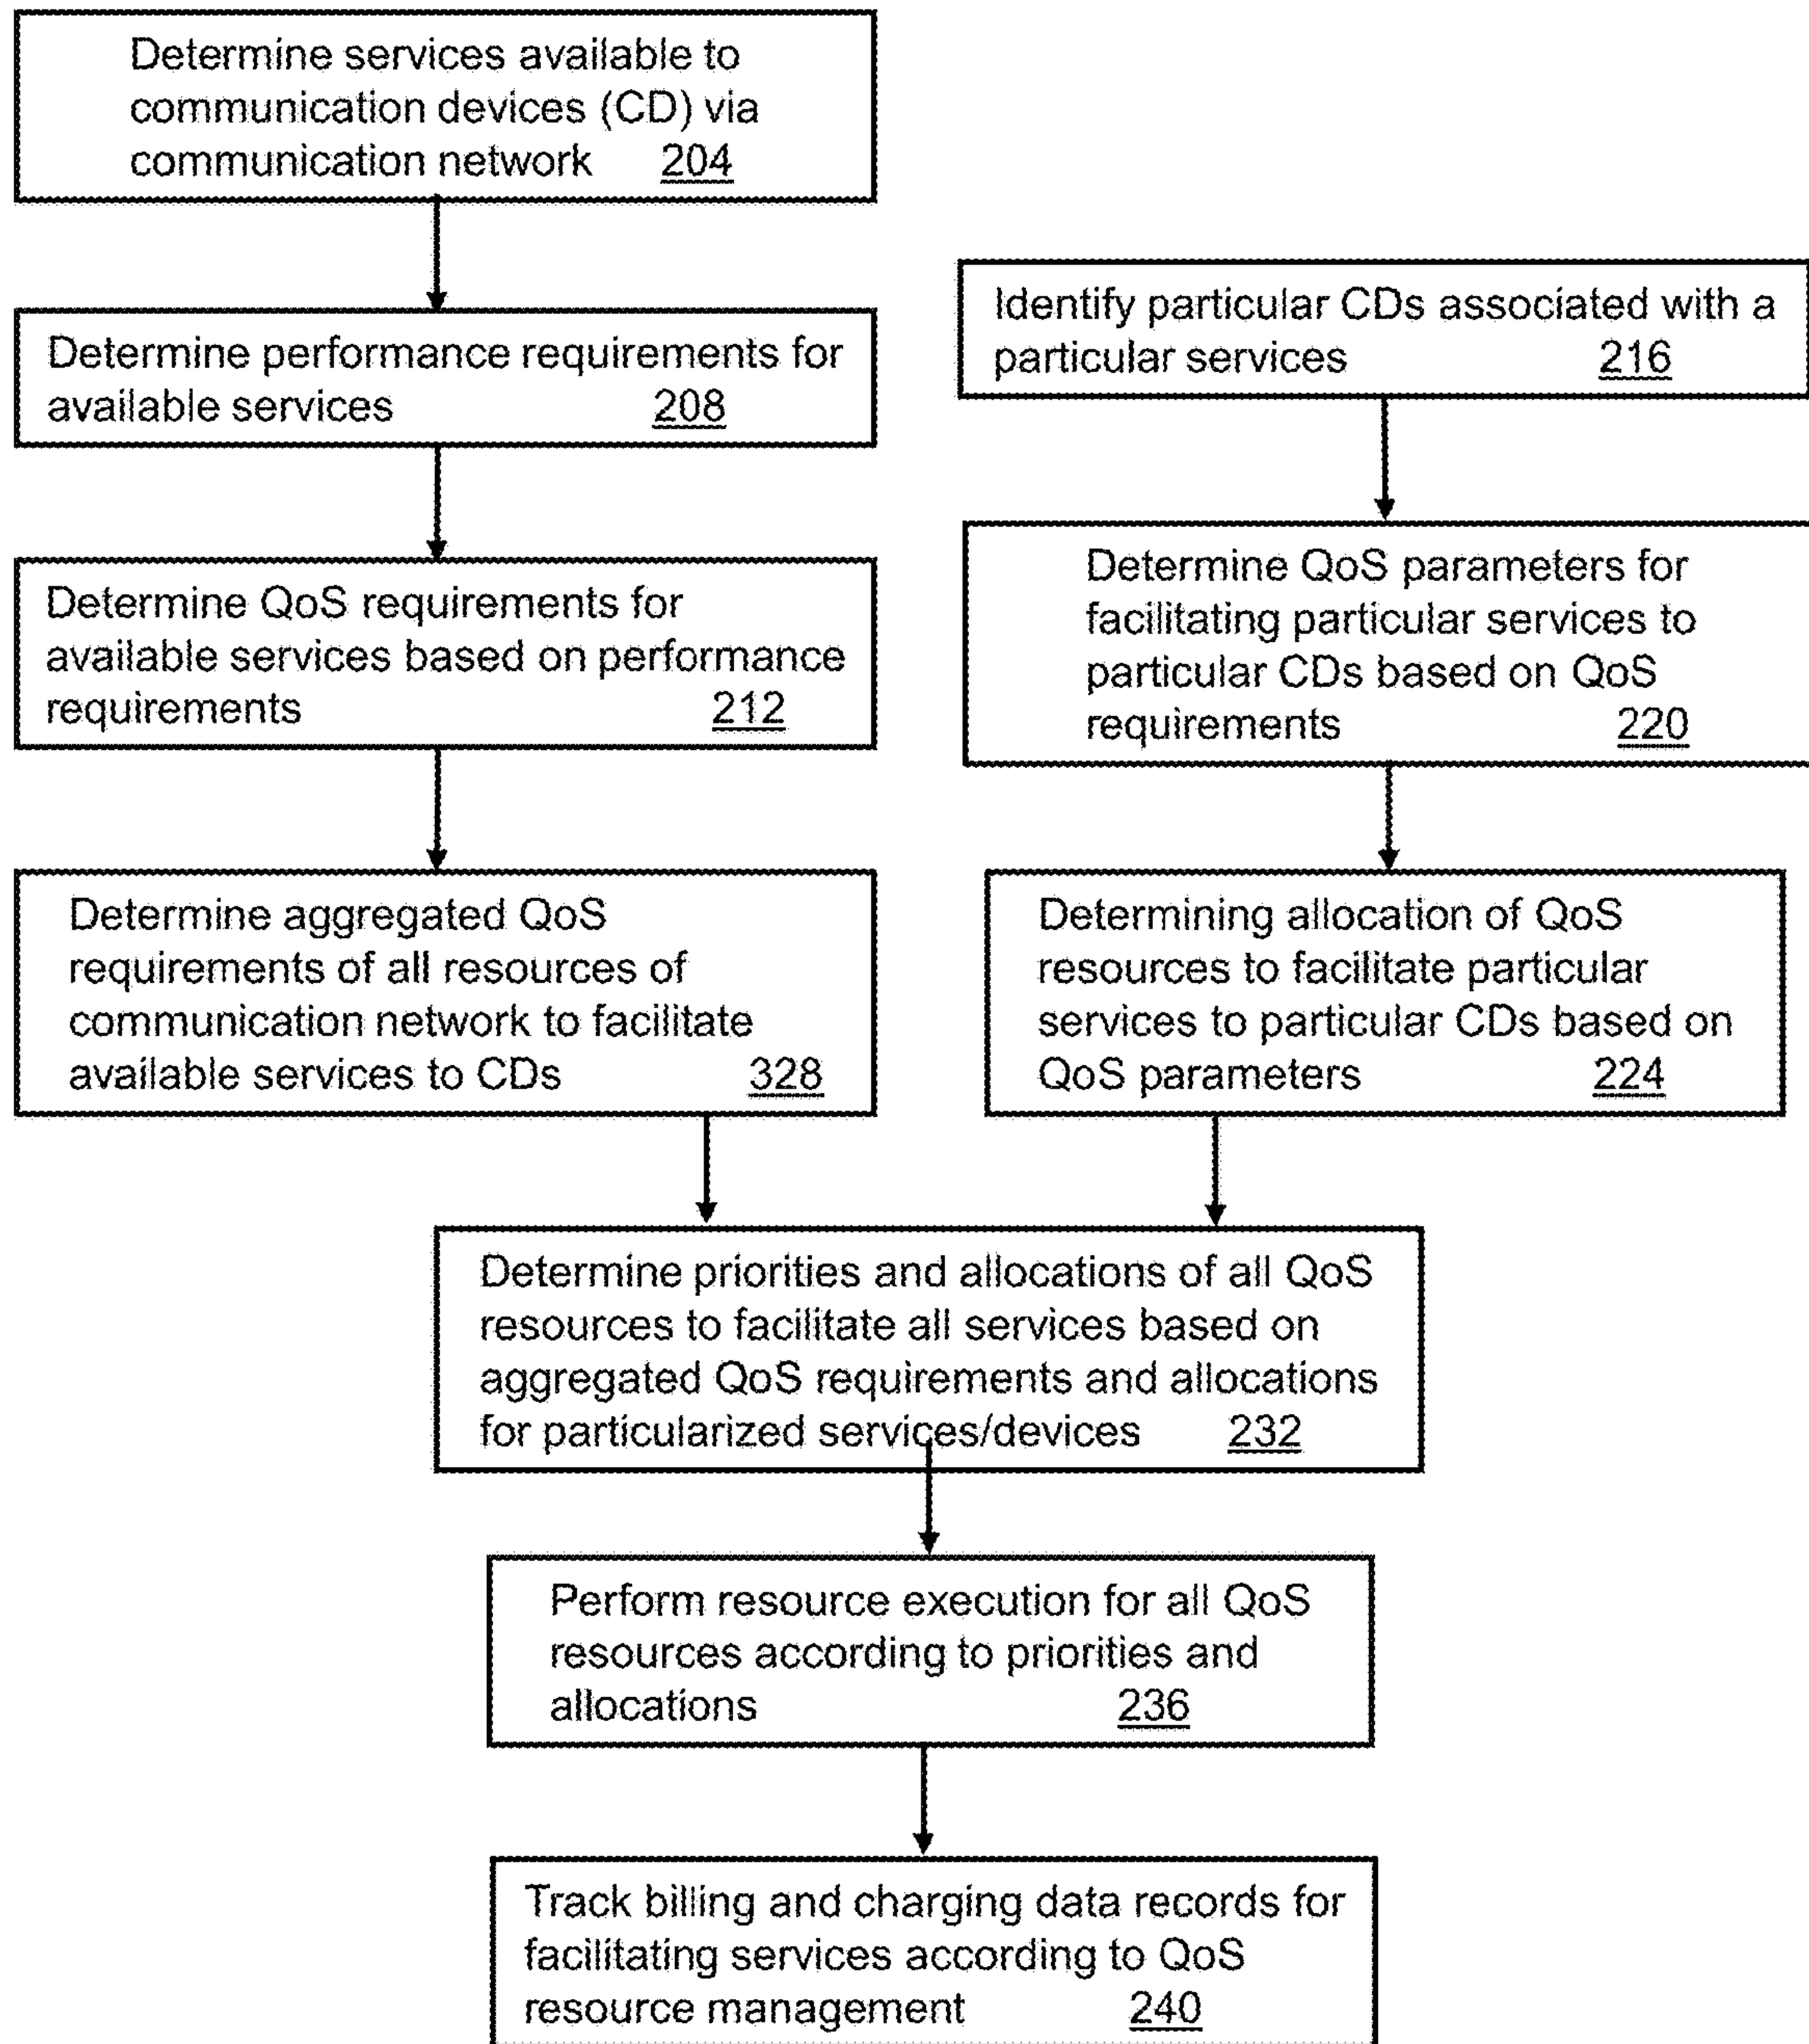 Determine services available to
communication devices (CD) via
communication network 204
Determine performance requirements for
available services 208
Determine QoS requirements for
available services based on performance
requirements 212
Determine aggregated QoS
requirements of all resources of
communication network to facilitate
available services to CDs 328
Identify particular CDs associated with a
particular services 216
Determine QoS parameters for
facilitating particular services to
particular CDs based on QoS
requirements 220
Determining allocation of QoS
resources to facilitate particular
services to particular CDs based on
QoS parameters 224
Determine priorities and allocations of all QoS
resources to facilitate all services based on
aggregated QoS requirements and allocations
for particularized services/devices 232
Perform resource execution for all QoS
resources according to priorities and
allocations 236
Track billing and charging data records for
facilitating services according to QoS
resource management 240